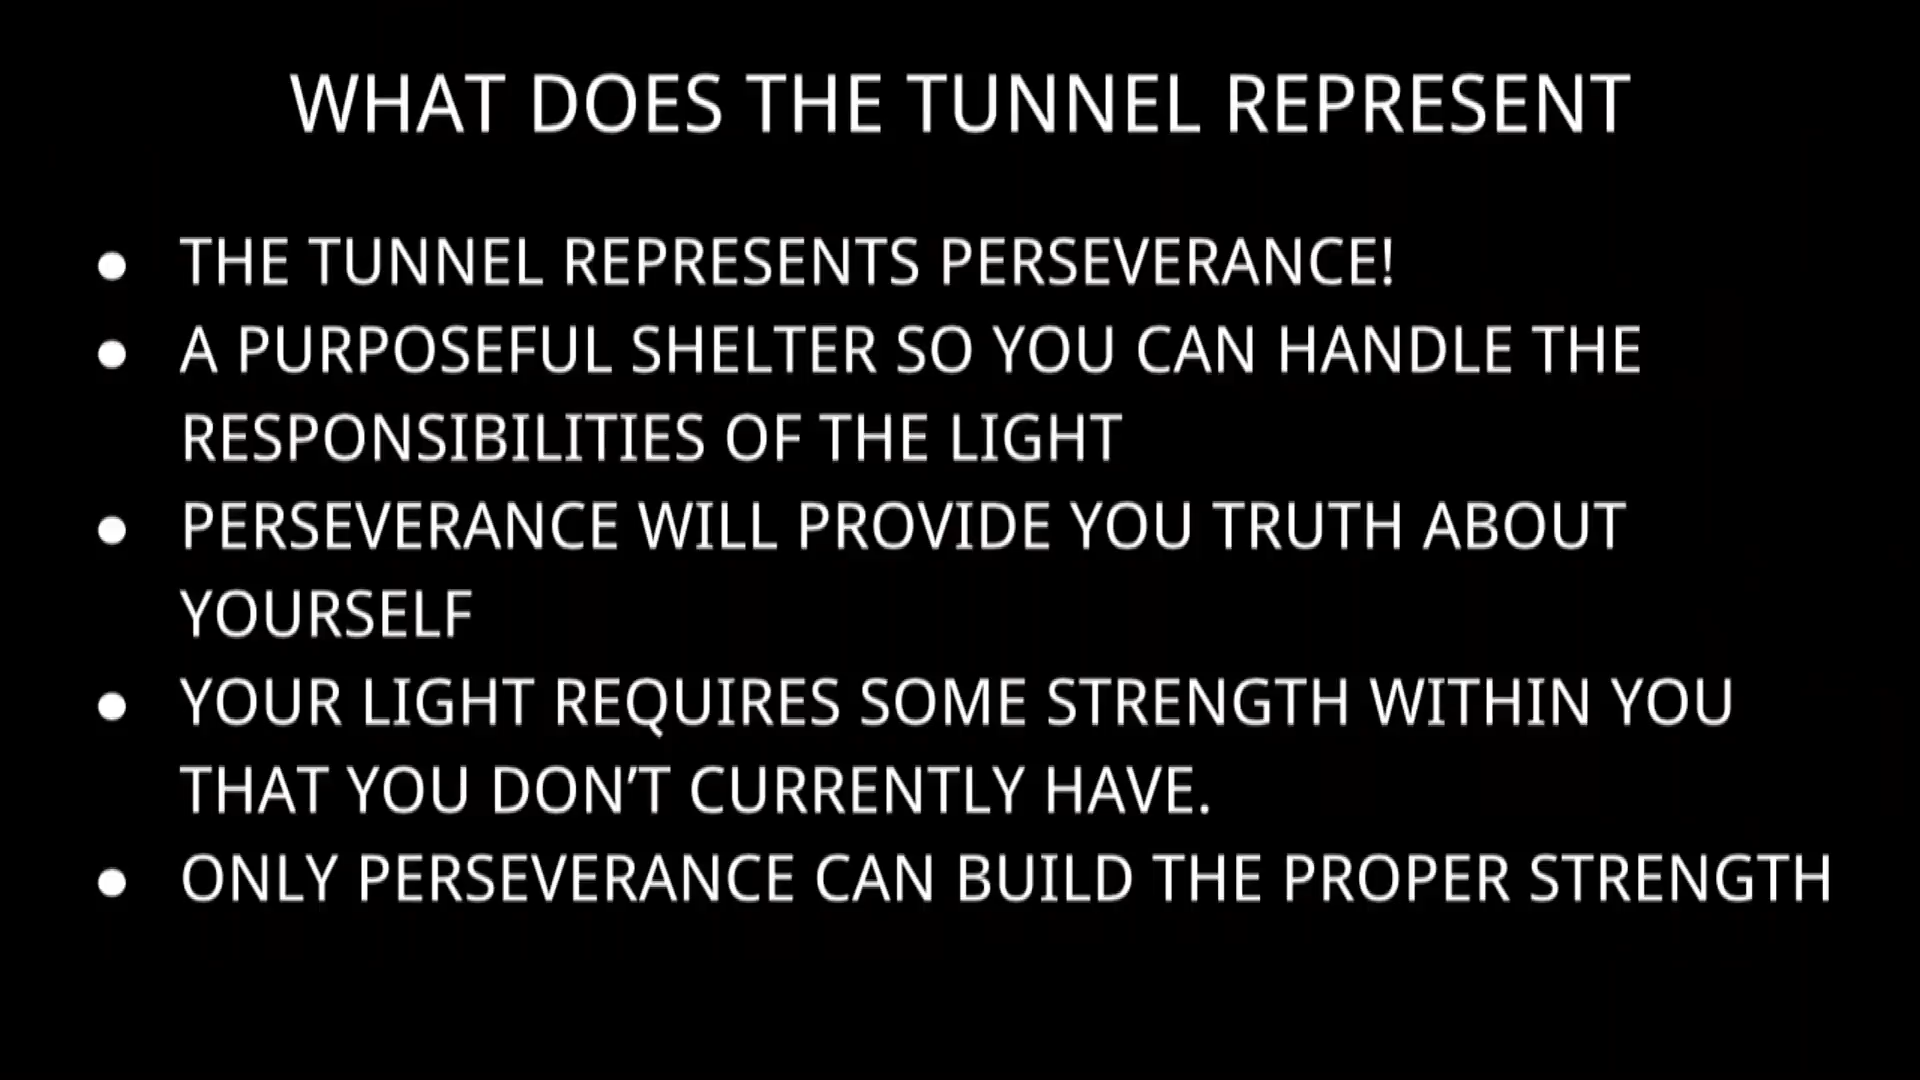 WHAT DOES THE TUNNEL REPRESENT
● THE TUNNEL REPRESENTS PERSEVERANCE!
● A PURPOSEFUL SHELTER SO YOU CAN HANDLE THE
RESPONSIBILITIES OF THE LIGHT
● PERSEVERANCE WILL PROVIDE YOU TRUTH ABOUT
YOURSELF
● YOUR LIGHT REQUIRES SOME STRENGTH WITHIN YOU
THAT YOU DON’T CURRENTLY HAVE.
● ONLY PERSEVERANCE CAN BUILD THE PROPER STRENGTH